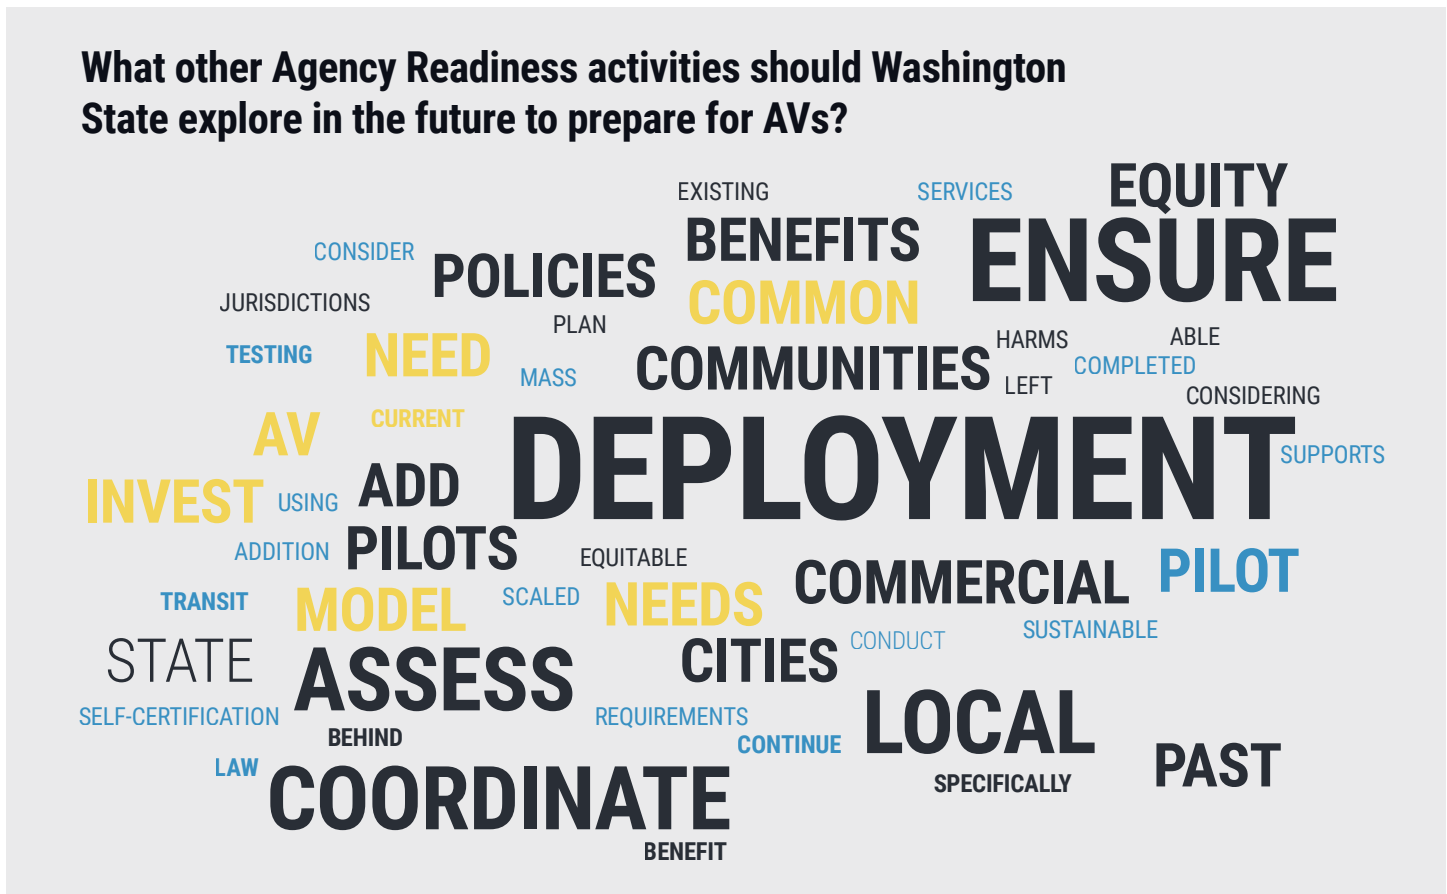 What other Agency Readiness activities should Washington
State explore in the future to prepare for AVs?
EQUITY
EXISTING
SERVICES
BENEFITS
ENSURE
CONSIDER
POLICIES
COMMON
JURISDICTIONS
PLAN
HARMS
ABLE
TESTING
NEED
MASS
COMMUNITIES
COMPLETED
LEFT
CONSIDERING
AV
CURRENT
DEPLOYMENT
SUPPORTS
INVEST
USING
ADD
ADDITION
PILOTS
EQUITABLE
COMMERCIAL
PILOT
TRANSIT
MODEL
SCALED
NEEDS
SUSTAINABLE
STATE
ASSESS
CITIES
CONDUCT
SELF-CERTIFICATION
REQUIREMENTS
LOCAL
BEHIND
CONTINUE
PAST
LAW
COORDINATE
SPECIFICALLY
BENEFIT